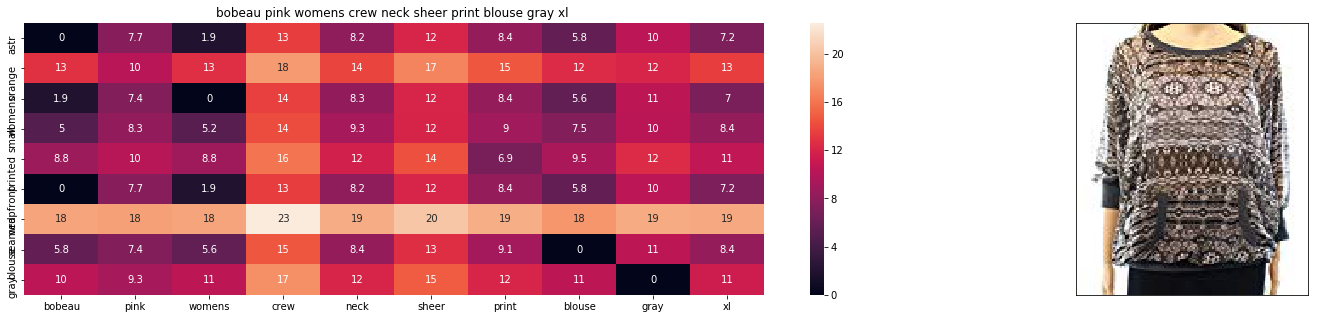 bobeau pink womens crew neck sheer print blouse gray xl
astr 0 7.7 1.9 13 8.2 12 8.4 5.8 10 7.2
13 10 13 18 14 17 15 12 12 13
1.9 7.4 0 14 8.3 12 8.4 5.6 11 7
5 8.3 5.2 14 9.3 12 9 7.5 10 8.4
8.8 10 8.8 16 12 14 6.9 9.5 12 11
0 7.7 1.9 13 8.2 12 8.4 5.8 10 7.2
18 18 18 23 19 20 19 18 19 19
blouse 5.8 7.4 5.6 15 8.4 13 9.1 0 11 8.4
gray 10 9.3 11 17 12 15 12 11 0 11
bobeau pink womens crew neck sheer print blouse gray xl
20
16
12
8
4
0